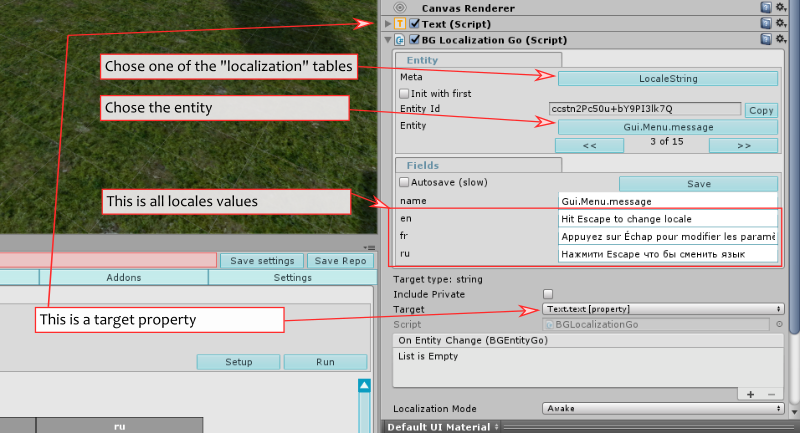 Canvas Renderer
Text (Script)
BG Localization Go (Script)
Entity
Chose one of the "localization" tables
Meta
LocaleString
Init with first
Chose the entity
Entity Id
ccstn2Pc50u+bY9PI3lk7Q
Copy
Entity
Gui.Menu.message
<<
3 of 15
>>
Fields
Autosave (slow)
Save
This is all locales values
name
Gui.Menu.message
en
Hit Escape to change locale
fr
Appuyez sur Échap pour modifier les paramè
ru
Нажмити Escape что бы сменить язык
Save settings
Save Repo
Addons
Settings
Target type: string
Include Private
This is a target property
Target
Text.text [property]
Script
BGLocalizationGo
On Entity Change (BGEntityGo)
List is Empty
Setup
Run
Localization Mode
Awake
ru
Default UI Material